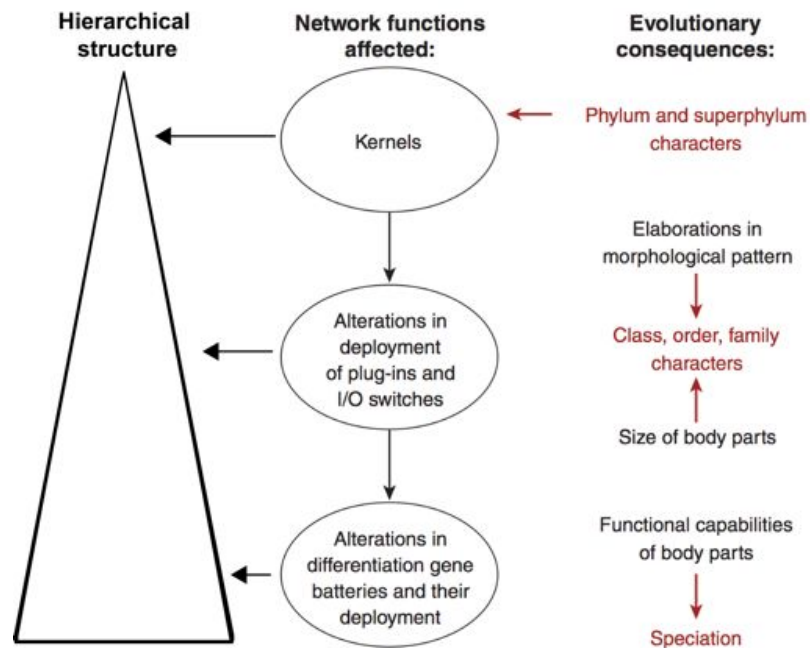 Hierarchical
structure
Network functions
affected:
Evolutionary
consequences:
Kernels
Phylum and superphylum
characters
Elaborations in
morphological pattern
Alterations in
deployment
of plug-ins and
I/O switches
Class, order, family
characters
Size of body parts
Alterations in
differentiation gene
batteries and their
deployment
Functional capabilities
of body parts
Speciation